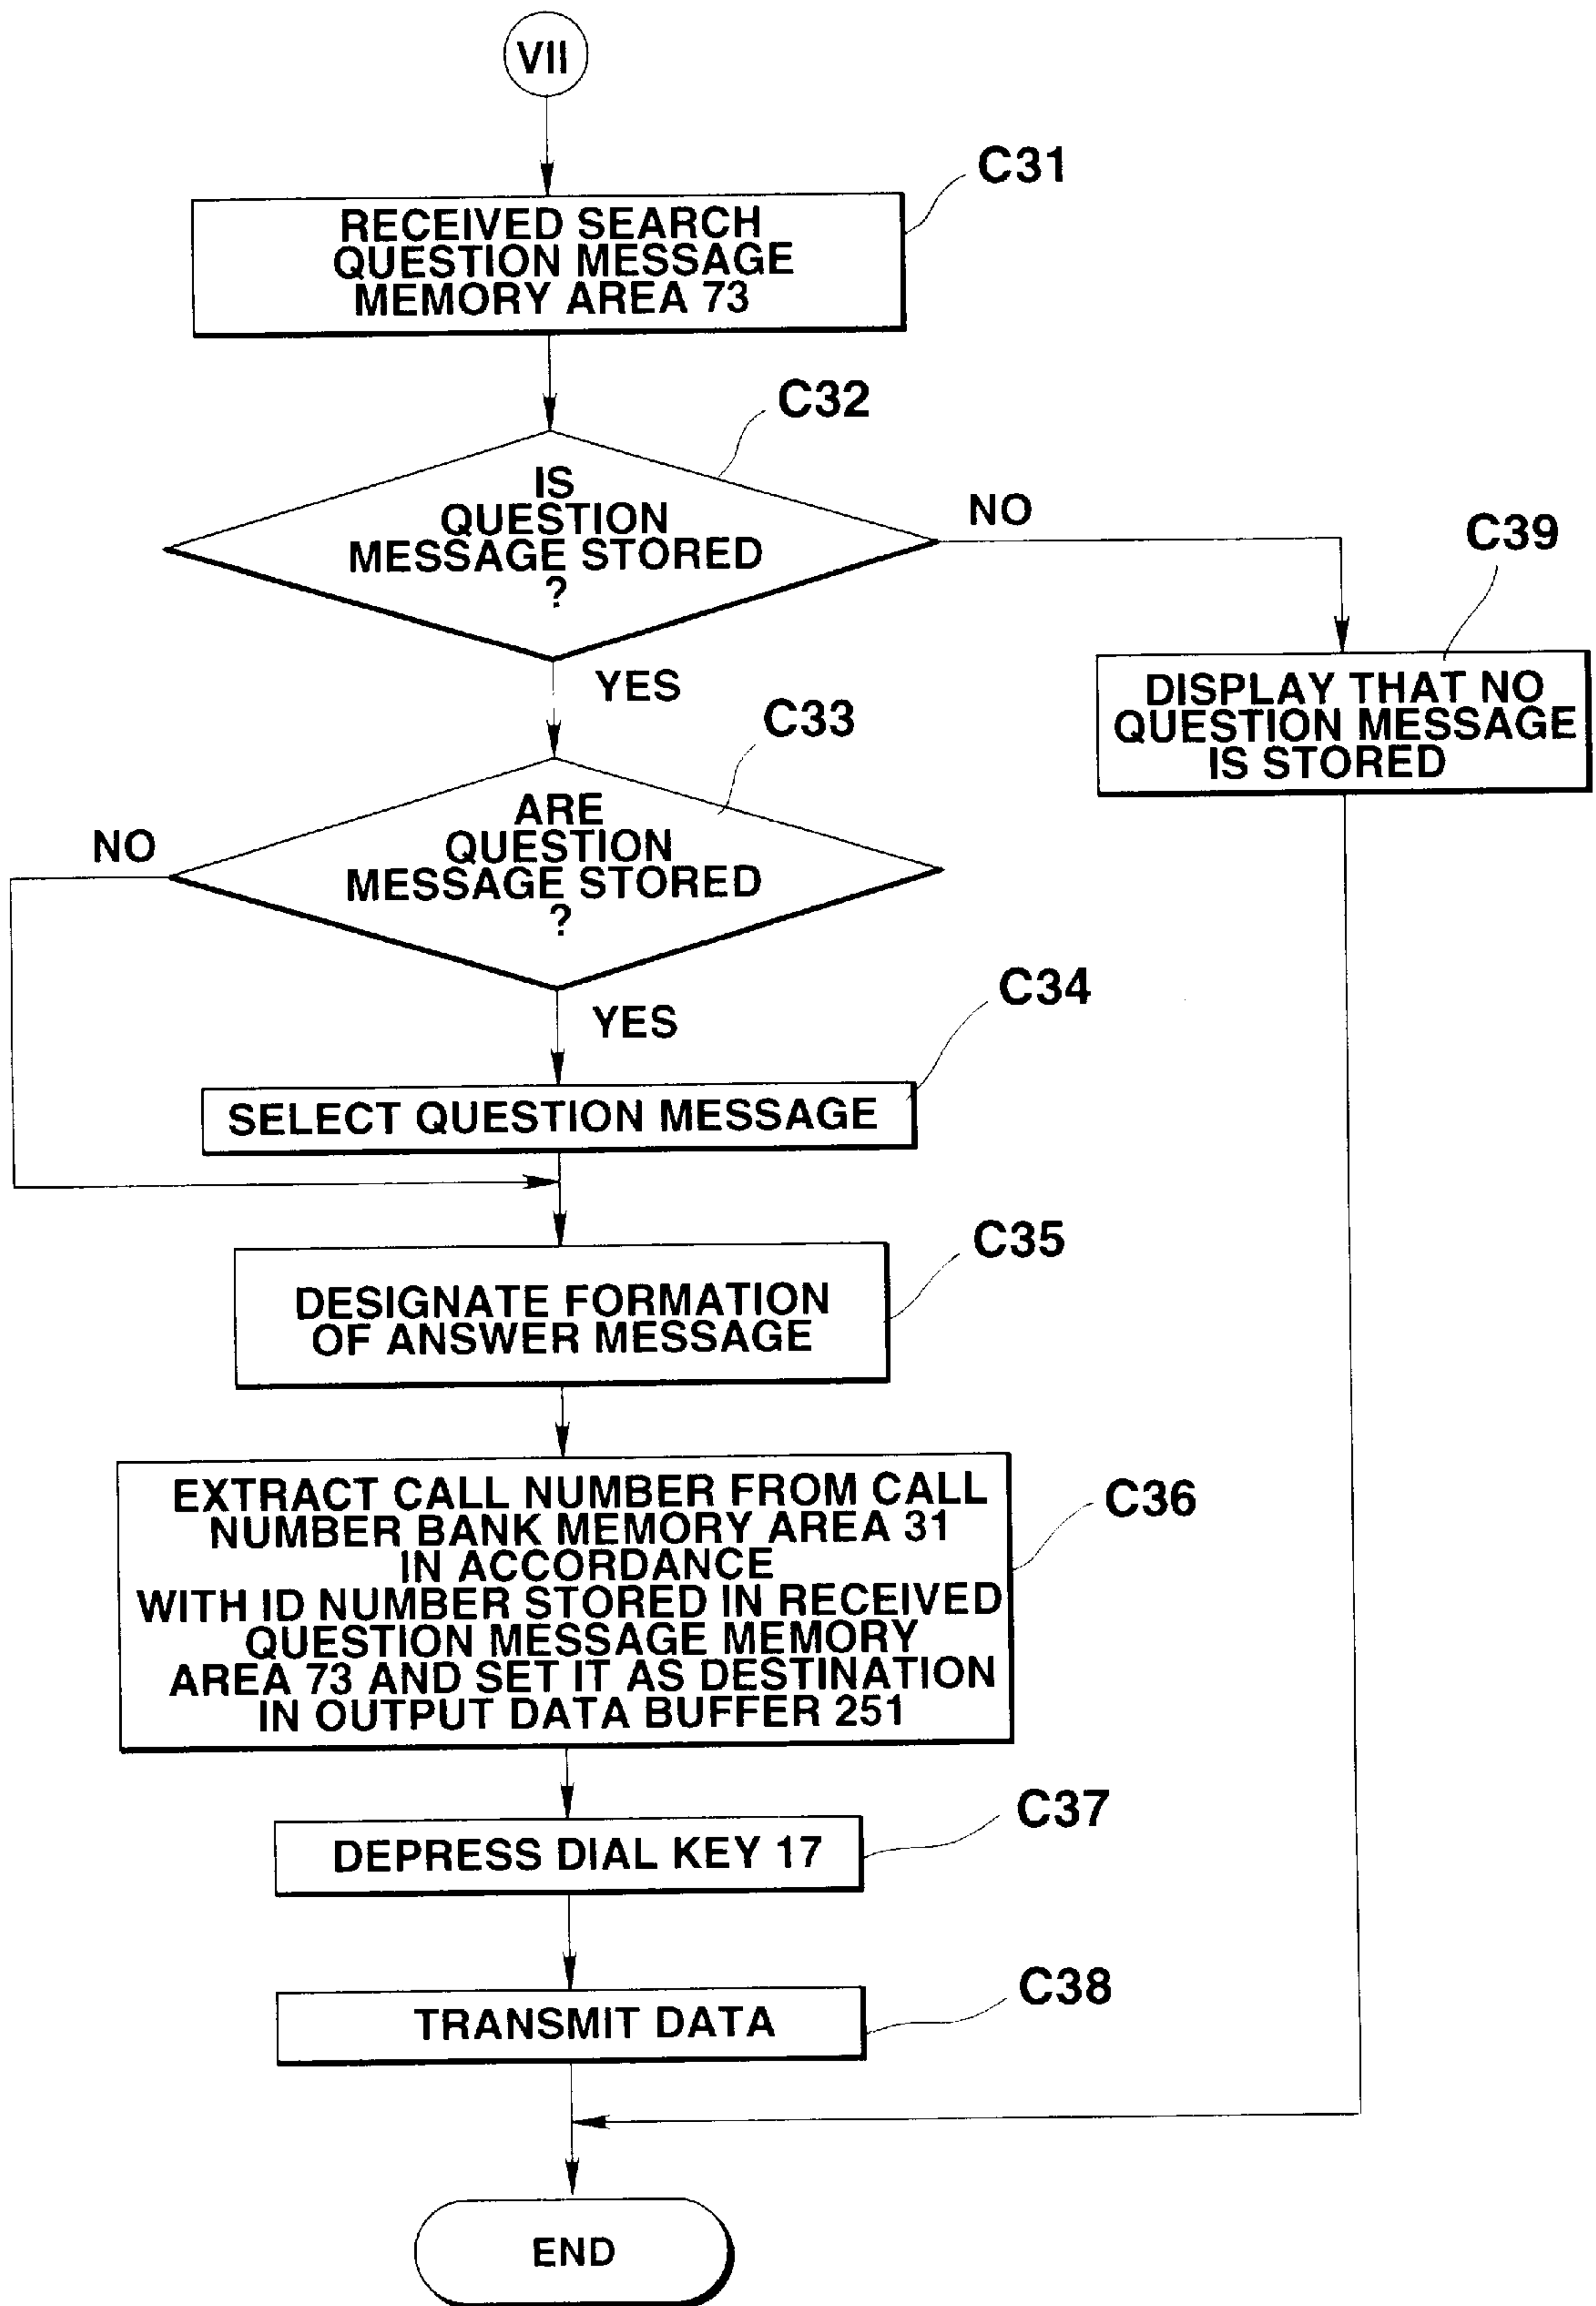 VII
C31
RECEIVED SEARCH
QUESTION MESSAGE
MEMORY AREA 73
C32
IS
QUESTION
MESSAGE STORED
?
NO
C39
DISPLAY THAT NO
QUESTION MESSAGE
IS STORED
YES
C33
ARE
QUESTION
MESSAGE STORED
?
NO
YES
C34
SELECT QUESTION MESSAGE
C35
DESIGNATE FORMATION
OF ANSWER MESSAGE
C36
EXTRACT CALL NUMBER FROM CALL
NUMBER BANK MEMORY AREA 31
IN ACCORDANCE
WITH ID NUMBER STORED IN RECEIVED
QUESTION MESSAGE MEMORY
AREA 73 AND SET IT AS DESTINATION
IN OUTPUT DATA BUFFER 251
C37
DEPRESS DIAL KEY 17
C38
TRANSMIT DATA
END